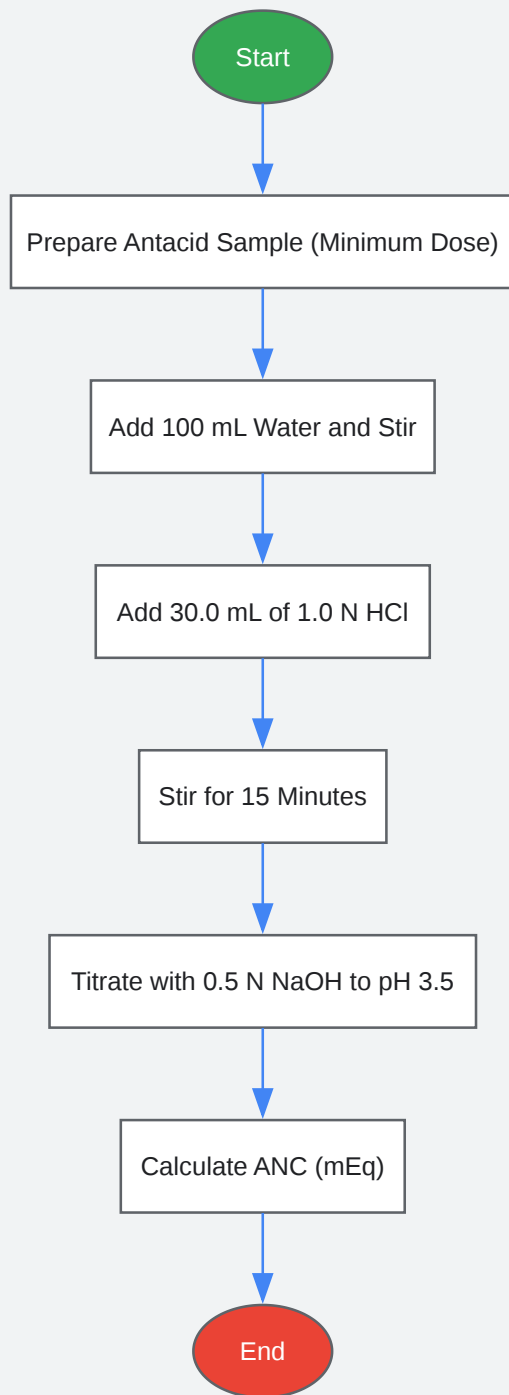 Start
Prepare Antacid Sample (Minimum Dose)
Add 100 mL Water and Stir
Add 30.0 mL of 1.0 N HCl
Stir for 15 Minutes
Titrate with 0.5 N NaOH to pH 3.5
Calculate ANC (mEq)
End